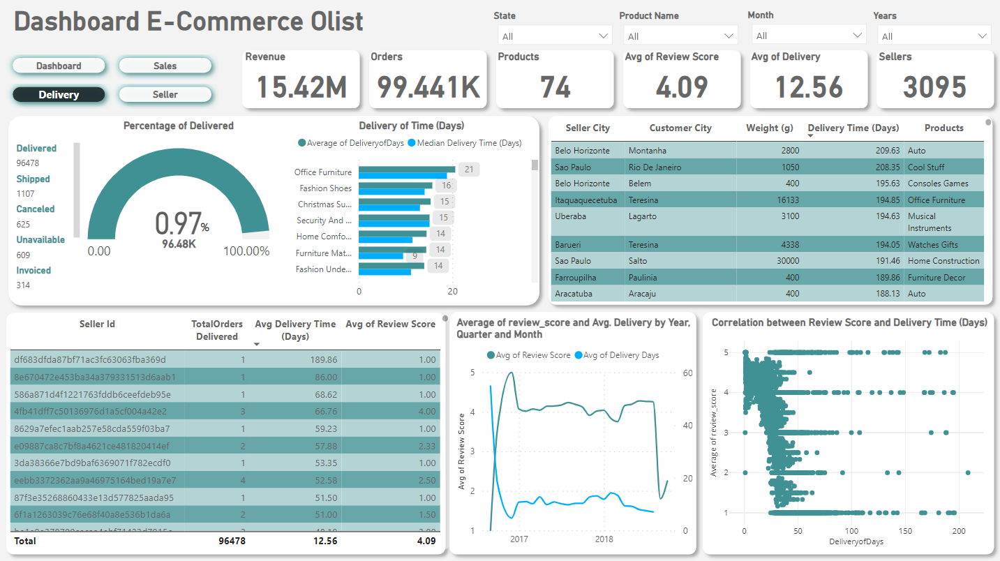 Dashboard E-Commerce Olist
State
Product Name
Month
Years
All
All
All
All
Dashboard
Sales
Delivery
Seller
Revenue
15.42M
Orders
99.441K
Products
74
Avg of Review Score
4.09
Avg of Delivery
12.56
Sellers
3095
Percentage of Delivered
Delivered
96478
Shipped
1107
Canceled
625
Unavailable
609
Invoiced
314
0.97%
96.48K
0.00
100.00%
Delivery of Time (Days)
Average of DeliveryofDays Median Delivery Time (Days)
Office Furniture 21
Fashion Shoes 16
Christmas Su... 15
Security And ... 15
Home Comfo... 14
Furniture Mat... 14
9
Fashion Unde... 14
0 20
Seller City Customer City Weight (g) Delivery Time (Days) Products
Belo Horizonte Montanha 2800 209.63 Auto
Sao Paulo Rio De Janeiro 1050 208.35 Cool Stuff
Belo Horizonte Belem 400 195.63 Consoles Games
Itaquaquecetuba Teresina 16133 194.85 Office Furniture
Uberaba Lagarto 3100 194.63 Musical
Instruments
Barueri Teresina 4338 194.05 Watches Gifts
Sao Paulo Salto 30000 191.46 Home Construction
Farroupilha Paulinia 400 189.86 Furniture Decor
Aracatuba Aracaju 400 188.13 Auto
Seller Id TotalOrders Avg Delivery Time Avg of Review Score
Delivered (Days)
df683dfda87bf71ac3fc63063fba369d 1 189.86 1.00
8e670472e453ba34a379331513d6aab1 1 86.00 1.00
586a871d4f1221763fddb6ceefdeb95e 1 68.62 1.00
4fb41dff7c50136976d1a5cf004a42e2 3 66.76 4.00
8629a7efec1aab257e58cda559f03ba7 1 59.23 1.00
e09887ca8c7bf8a4621ce481820414ef 2 57.88 2.33
3da38366e7bd9baf6369071f782ecdf0 1 53.35 1.00
eebb3372362aa9a46975164bed19a7e7 4 52.58 2.50
87f3e35268860433e13d577825aada95 1 51.50 1.00
6f1a1263039c76e68f40a8e536b1da6a 2 51.00 1.50
Total 96478 12.56 4.09
Average of review_score and Avg. Delivery by Year,
Quarter and Month
Avg of Review Score Avg of Delivery Days
Avg of Review Score
5
4
3
2
1
60
40
20
0
2017 2018
Correlation between Review Score and Delivery Time (Days)
Average of review_score
5
4
3
2
1
0 50 100 150 200
DeliveryofDays